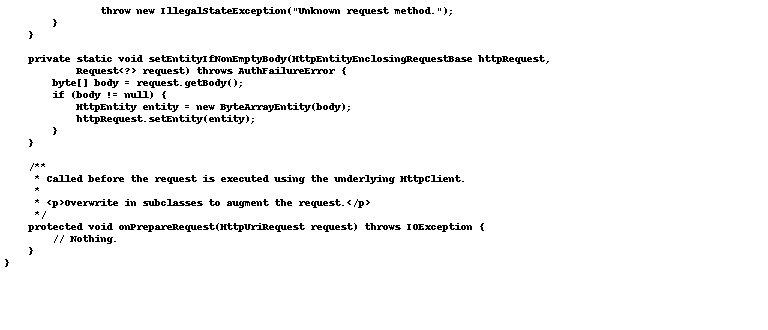 throw new IllegalStateException("Unknown request method.");
        }
    }

    private static void setEntityIfNonEmptyBody(HttpEntityEnclosingRequestBase httpRequest,
            Request<?> request) throws AuthFailureError {
        byte[] body = request.getBody();
        if (body != null) {
            HttpEntity entity = new ByteArrayEntity(body);
            httpRequest.setEntity(entity);
        }
    }

    /**
     * Called before the request is executed using the underlying HttpClient.
     *
     * <p>Overwrite in subclasses to augment the request.</p>
     */
    protected void onPrepareRequest(HttpUriRequest request) throws IOException {
        // Nothing.
    }
}